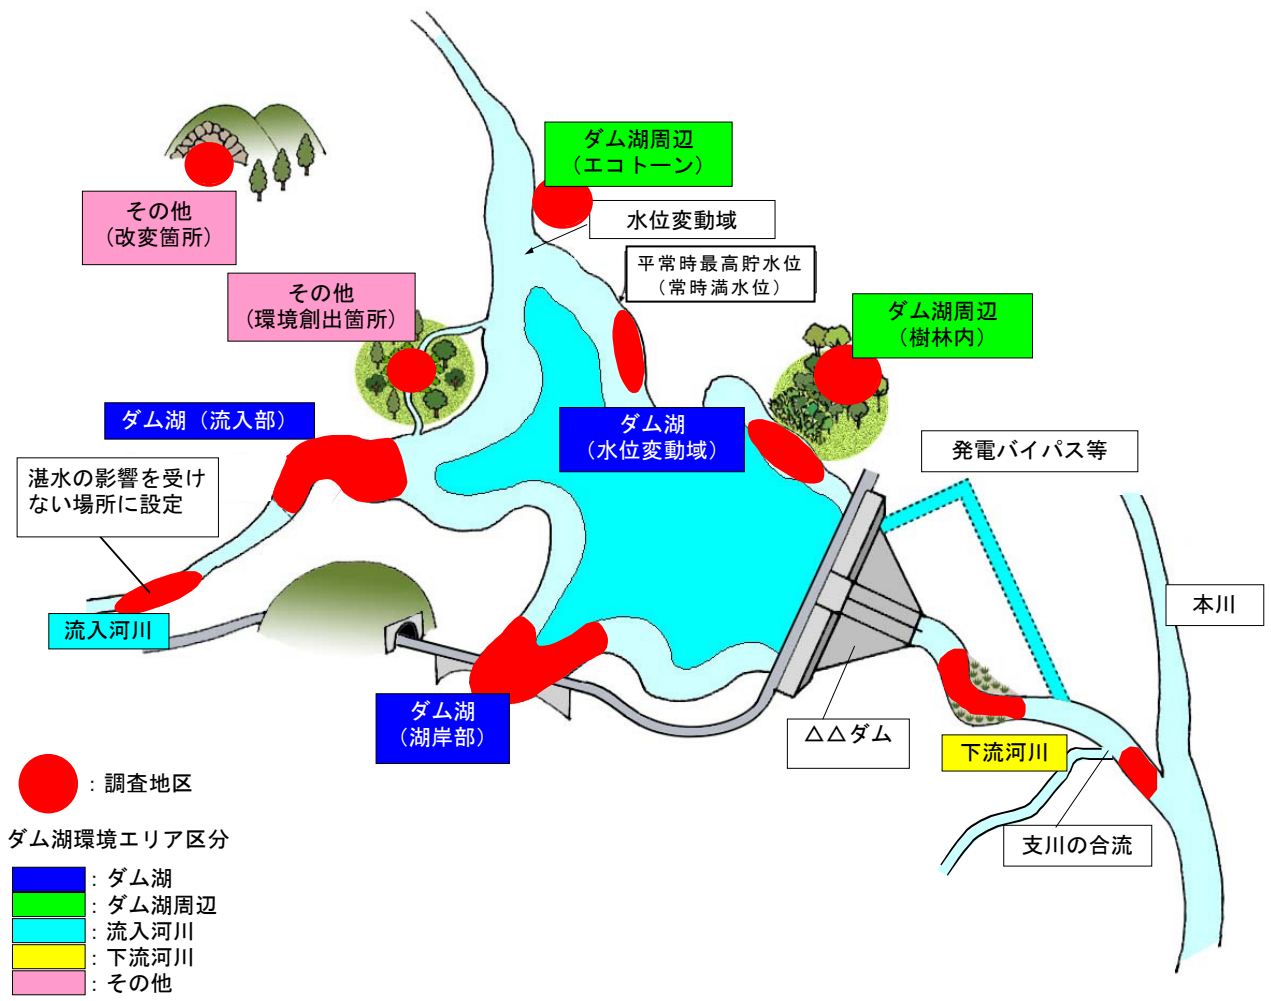 ダム湖周辺
（エコトーン）
その他
（改変箇所）
水位変動域
平常時最高貯水位
（常時満水位）
その他
（環境創出箇所）
ダム湖周辺
（樹林内）
ダム湖（流入部）
ダム湖
（水位変動域）
発電バイパス等
湛水の影響を受け
ない場所に設定
本川
流入河川
ダム湖
（湖岸部）
△△ダム
下流河川
支川の合流
：調査地区
ダム湖環境エリア区分
：ダム湖
：ダム湖周辺
：流入河川
：下流河川
：その他